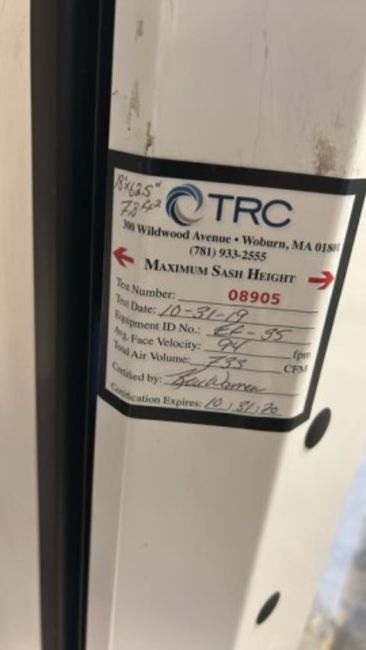 18"x62.5"
7.8 ft²
TRC
300 Wildwood Avenue • Woburn, MA 01801
(781) 933-2555
MAXIMUM SASH HEIGHT
Test Number: 08905
Test Date: 10-31-19
Equipment ID No.: -35
Avg. Face Velocity: 94 fpm
Total Air Volume: 733 CFM
Certified by:
Certification Expires: 10/31/20